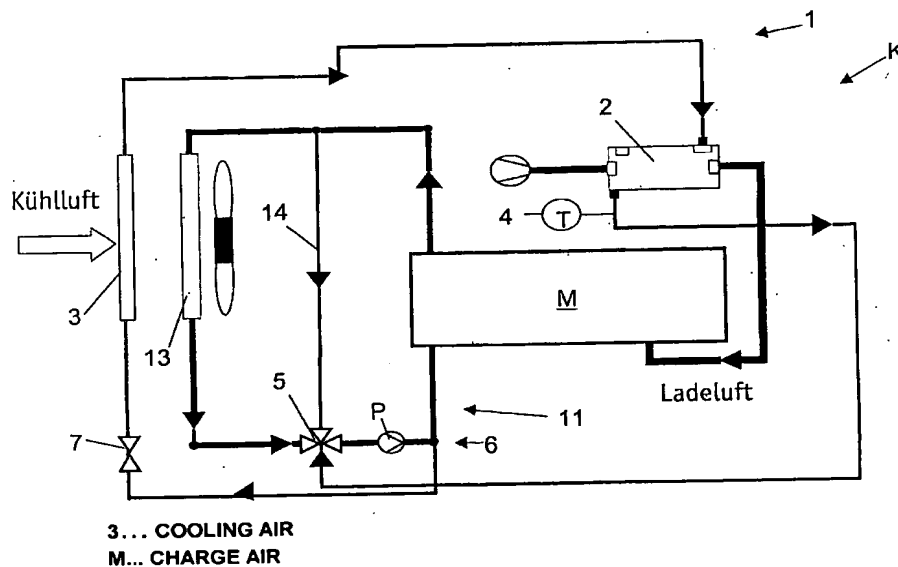 1
K
2
Kühlluft
4
T
14
3
M
13
5
P
Ladeluft
11
7
6
3... COOLING AIR
M... CHARGE AIR